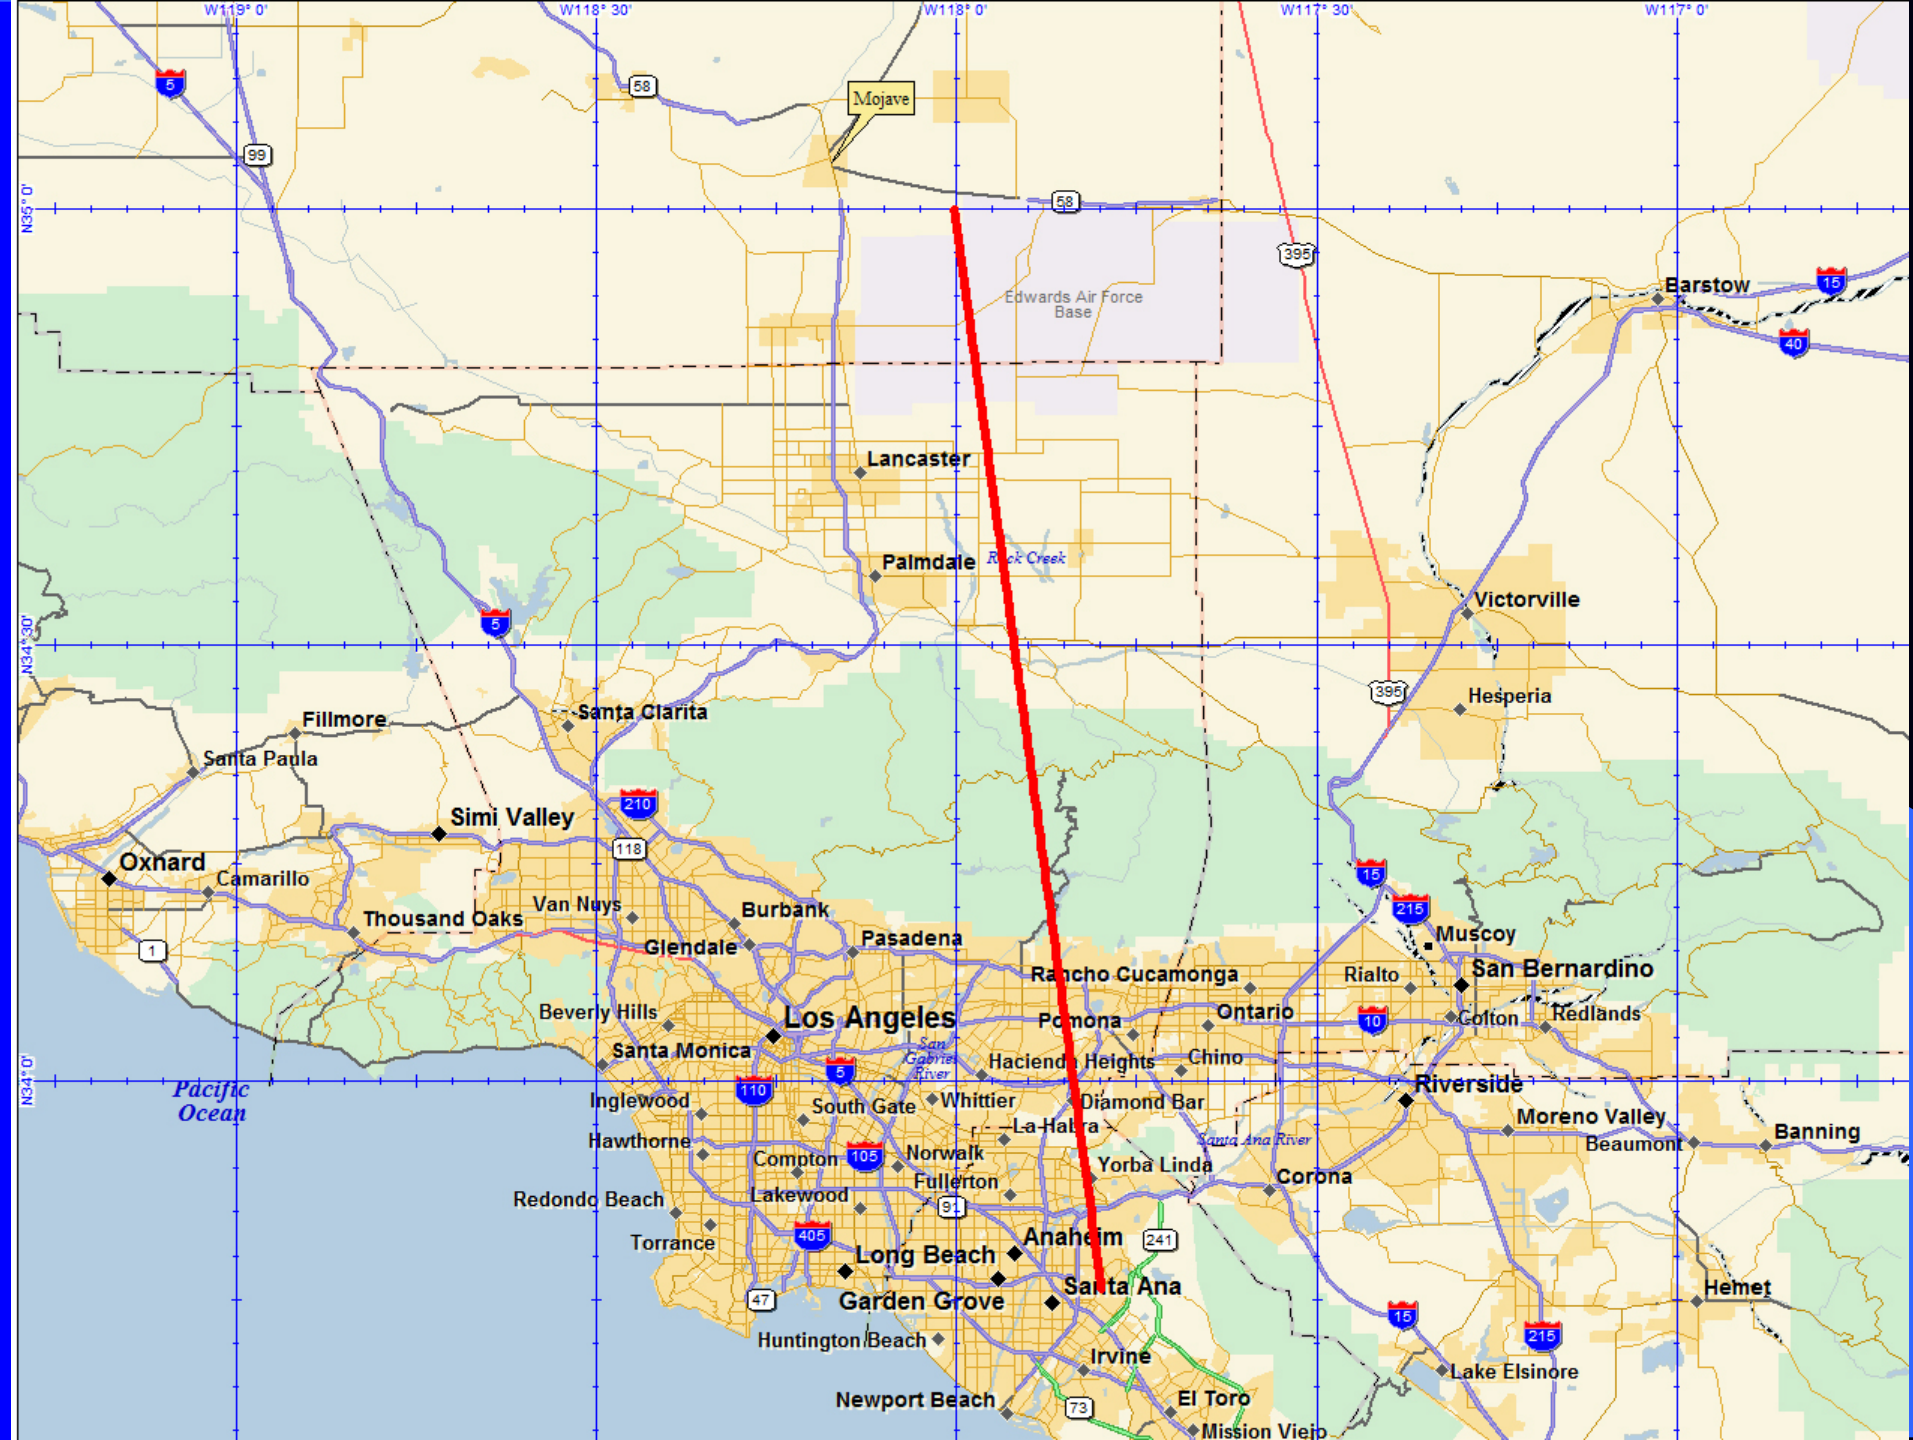 W119° 0'
W118° 30'
W118° 0'
W117° 30'
W117° 0'
5
58
Mojave
99
N35° 0'
58
395
Edwards Air Force
Base
Barstow
15
40
Lancaster
Palmdale
Rock Creek
Victorville
5
N34° 30'
395
Hesperia
Santa Clarita
Fillmore
Santa Paula
210
Simi Valley
118
Oxnard
Camarillo
15
215
Van Nuys
Burbank
Thousand Oaks
Muscoy
1
Glendale
Pasadena
Rancho Cucamonga
Rialto
San Bernardino
Beverly Hills
Los Angeles
Pomona
Ontario
10
Colton
Redlands
Santa Monica
San
Gabriel
River
Hacienda Heights
Chino
5
N34° 0'
Pacific
Ocean
110
Riverside
Inglewood
South Gate
Whittier
Diamond Bar
Moreno Valley
La Habra
Hawthorne
Santa Ana River
Beaumont
Banning
Compton
105
Norwalk
Yorba Linda
Fullerton
Corona
Redondo Beach
Lakewood
91
Torrance
405
Anaheim
241
Long Beach
Santa Ana
Hemet
47
Garden Grove
15
215
Huntington Beach
Irvine
Lake Elsinore
Newport Beach
73
El Toro
Mission Viejo